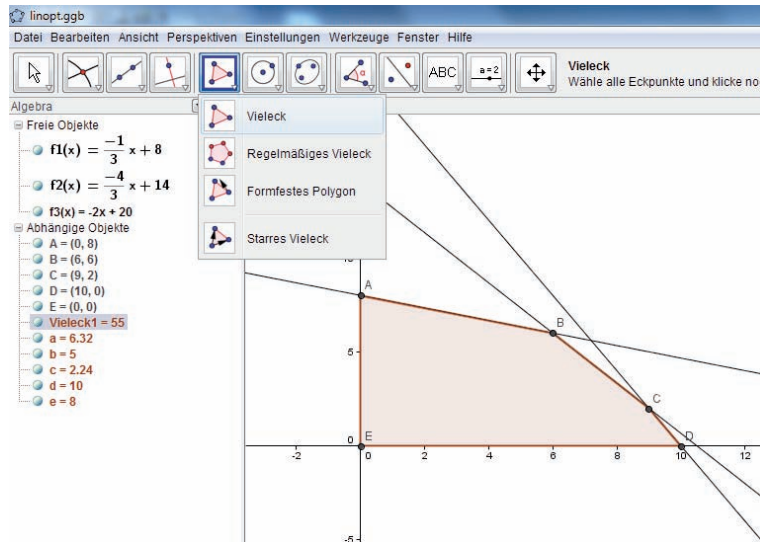 linopt.ggb
Datei Bearbeiten Ansicht Perspektiven Einstellungen Werkzeuge Fenster Hilfe
ABC
a=2
Vieleck
Wähle alle Eckpunkte und klicke no
Algebra
Freie Objekte
f1(x) = \frac{-1}{3} x + 8
f2(x) = \frac{-4}{3} x + 14
f3(x) = -2x + 20
Abhängige Objekte
A = (0, 8)
B = (6, 6)
C = (9, 2)
D = (10, 0)
E = (0, 0)
Vieleck1 = 55
a = 6.32
b = 5
c = 2.24
d = 10
e = 8
Vieleck
Regelmäßiges Vieleck
Formfestes Polygon
Starres Vieleck
10
A
B
5
C
0 E D
-2 0 2 4 6 8 10 12
-5